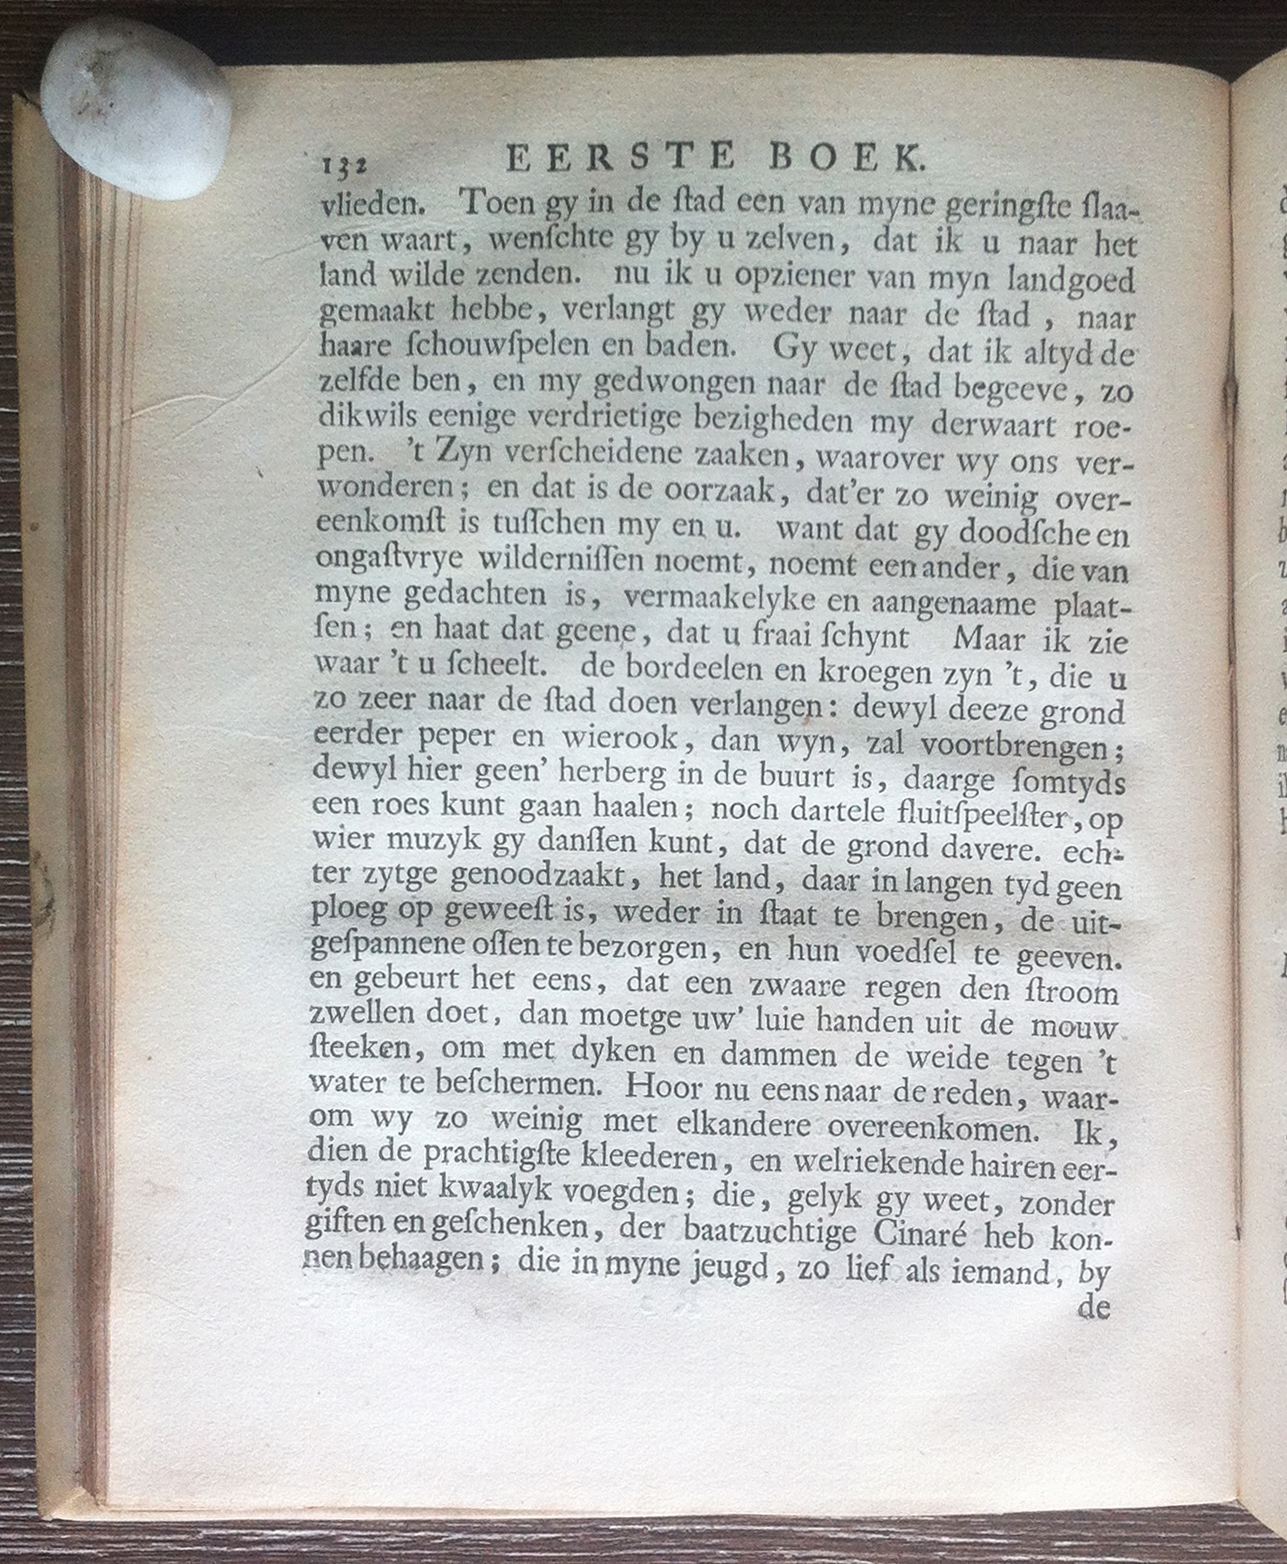 132 EERSTE BOEK.
vlieden. Toen gy in de ſtad een van myne geringſte ſlaa-
ven waart, wenſchte gy by u zelven, dat ik u naar het
land wilde zenden. nu ik u opziener van myn landgoed
gemaakt hebbe, verlangt gy weder naar de ſtad, naar
haare ſchouwſpelen en baden. Gy weet, dat ik altyd de
zelfde ben, en my gedwongen naar de ſtad begeeve, zo
dikwils eenige verdrietige bezigheden my derwaart roe-
pen. 't Zyn verſcheidene zaaken, waarover wy ons ver-
wonderen; en dat is de oorzaak, dat'er zo weinig over-
eenkomſt is tuſſchen my en u. want dat gy doodſche en
ongaſtvrye wilderniſſen noemt, noemt een ander, die van
myne gedachten is, vermaakelyke en aangenaame plaat-
ſen; en haat dat geene, dat u fraai ſchynt Maar ik zie
waar 't u ſcheelt. de bordeelen en kroegen zyn 't, die u
zo zeer naar de ſtad doen verlangen: dewyl deeze grond
eerder peper en wierook, dan wyn, zal voortbrengen;
dewyl hier geen' herberg in de buurt is, daarge ſomtyds
een roes kunt gaan haalen; noch dartele fluitſpeelſter, op
wier muzyk gy danſſen kunt, dat de grond davere. ech-
ter zytge genoodzaakt, het land, daar in langen tyd geen
ploeg op geweeſt is, weder in ſtaat te brengen, de uit-
geſpannene oſſen te bezorgen, en hun voedſel te geeven.
en gebeurt het eens, dat een zwaare regen den ſtroom
zwellen doet, dan moetge uw' luie handen uit de mouw
ſteeken, om met dyken en dammen de weide tegen 't
water te beſchermen. Hoor nu eens naar de reden, waar-
om wy zo weinig met elkandere overeenkomen. Ik,
dien de prachtigſte kleederen, en welriekende hairen eer-
tyds niet kwaalyk voegden; die, gelyk gy weet, zonder
giften en geſchenken, der baatzuchtige Cinaré heb kon-
nen behaagen; die in myne jeugd, zo lief als iemand, by
de